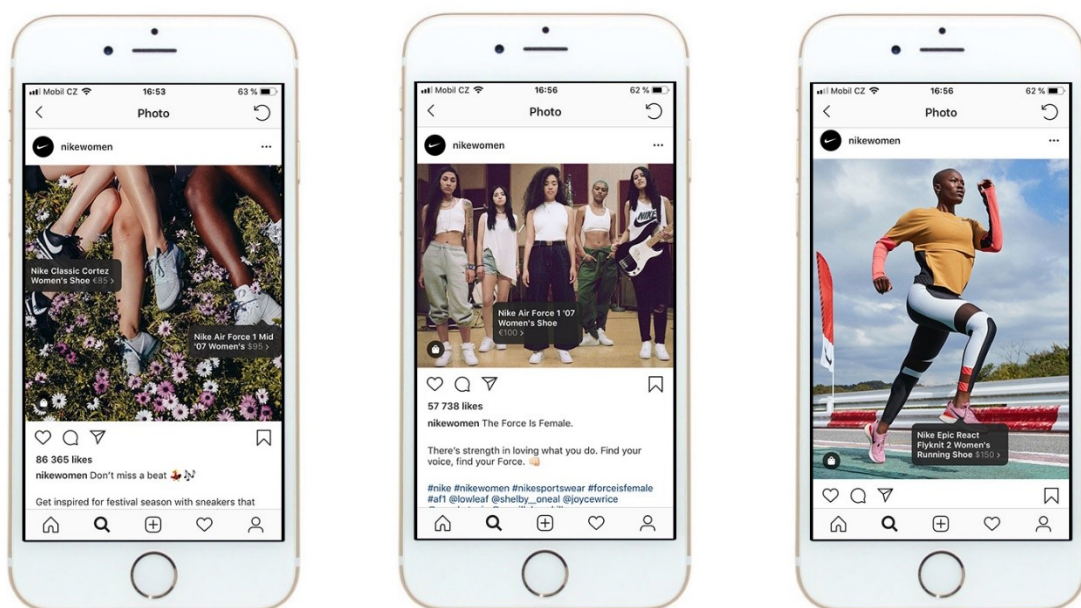 Mobil CZ 16:53 63 %
Photo
nikewomen
Nike Classic Cortez
Women's Shoe €85 >
Nike Air Force 1 Mid
'07 Women's $95 >
86 365 likes
nikewomen Don't miss a beat 💃🎶
Get inspired for festival season with sneakers that
Mobil CZ 16:56 62 %
Photo
nikewomen
NIKE
Nike Air Force 1 '07
Women's Shoe
€100 >
57 738 likes
nikewomen The Force Is Female.
There's strength in loving what you do. Find your
voice, find your Force. 👊🏻
#nike #nikewomen #nikesportswear #forceisfemale
#af1 @lowleaf @shelby__oneal @joycewrice
Mobil CZ 16:56 62 %
Photo
nikewomen
Nike Epic React
Flyknit 2 Women's
Running Shoe $150 >